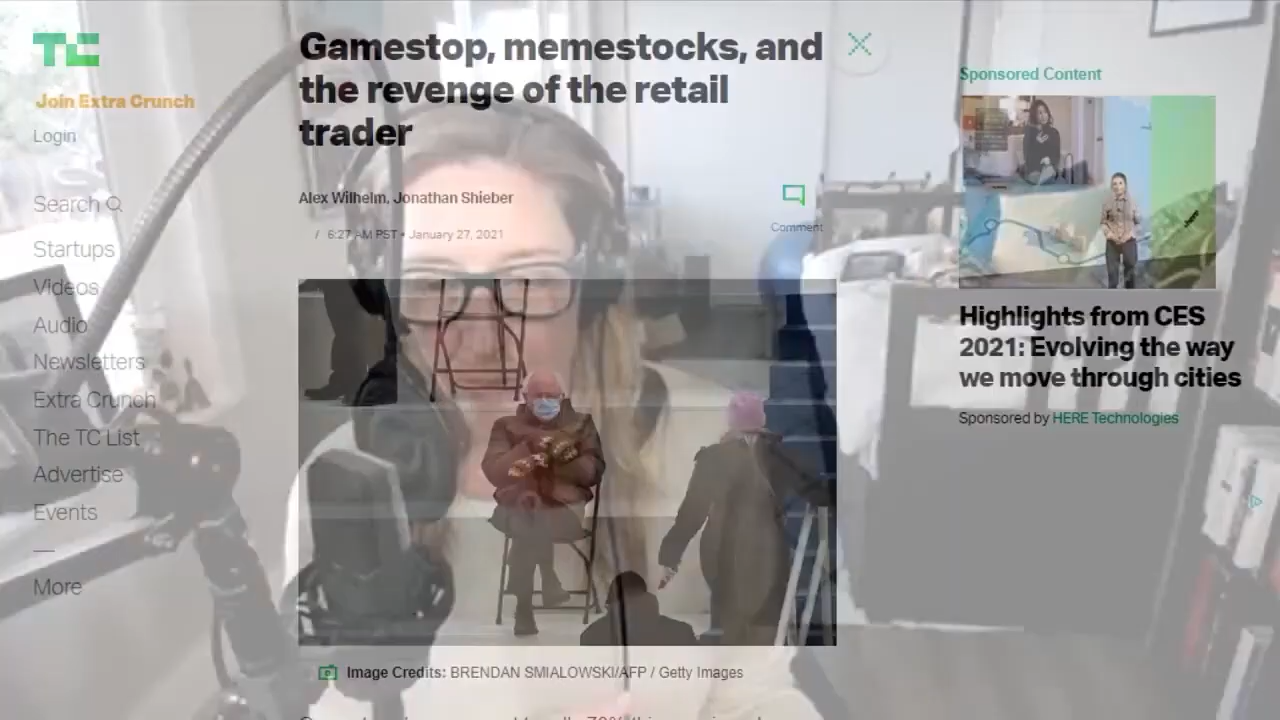 TC
Join Extra Crunch
Login
Search
Startups
Videos
Audio
Newsletters
Extra Crunch
The TC List
Advertise
Events
—
More
Gamestop, memestocks, and
the revenge of the retail
trader
Alex Wilhelm, Jonathan Shieber
/ 6:27 AM PST • January 27, 2021
Comment
Image Credits: BRENDAN SMIALOWSKI/AFP / Getty Images
Sponsored Content
Highlights from CES
2021: Evolving the way
we move through cities
Sponsored by HERE Technologies